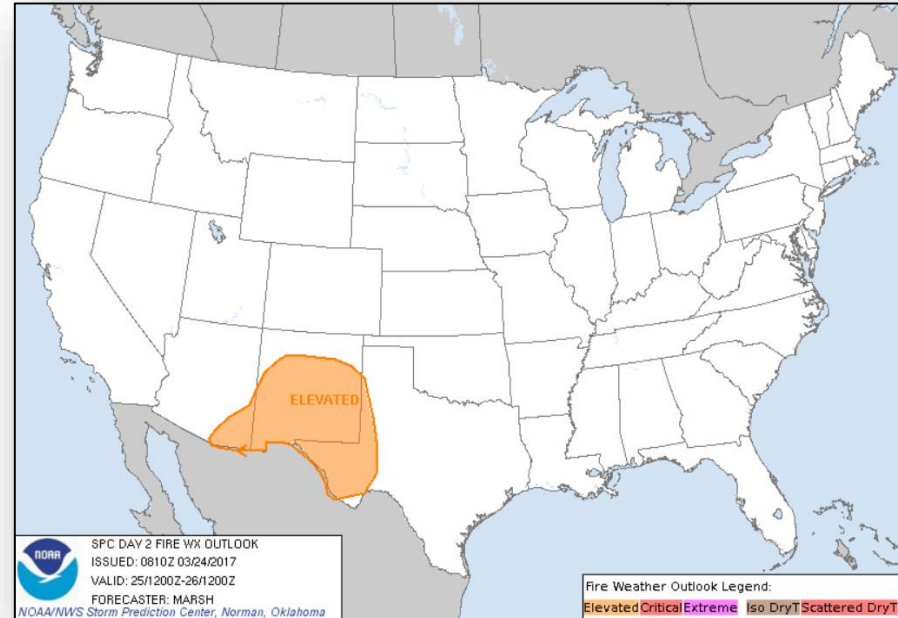 ELEVATED
NOAA
SPC DAY 2 FIRE WX OUTLOOK
ISSUED: 0810Z 03/24/2017
VALID: 25/1200Z-26/1200Z
FORECASTER: MARSH
NOAA/NWS Storm Prediction Center, Norman, Oklahoma
Fire Weather Outlook Legend:
Elevated Critical Extreme Iso DryT Scattered DryT